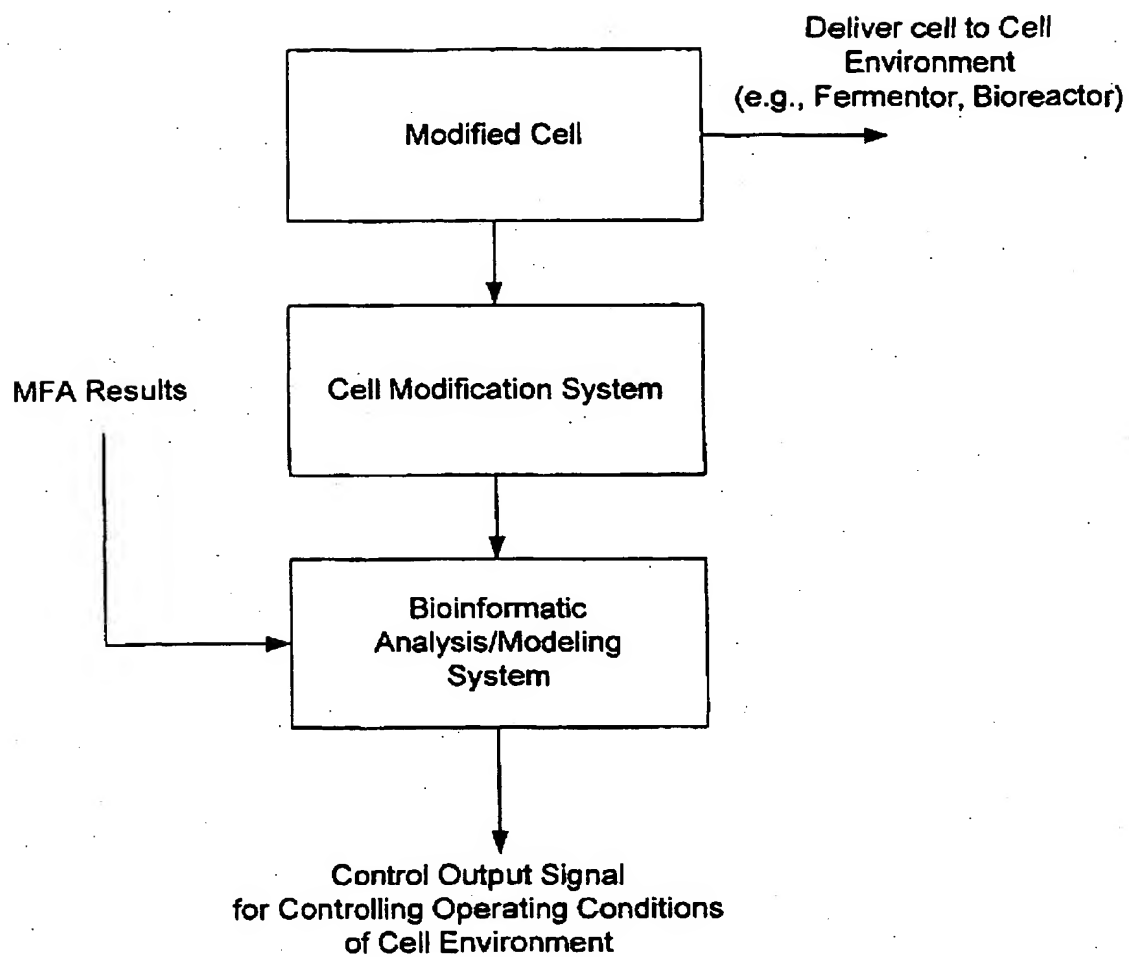 Deliver cell to Cell
Environment
(e.g., Fermentor, Bioreactor)
Modified Cell
Cell Modification System
MFA Results
Bioinformatic
Analysis/Modeling
System
Control Output Signal
for Controlling Operating Conditions
of Cell Environment